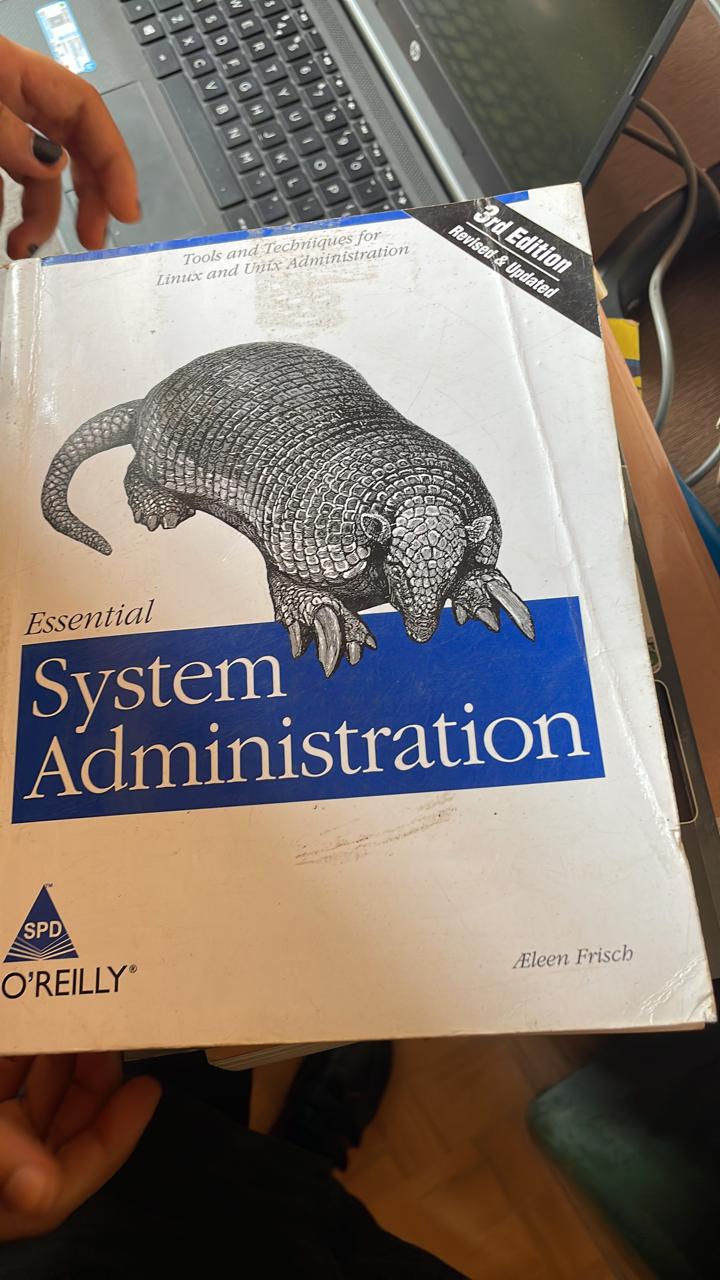 Tools and Techniques for
Linux and Unix Administration
3rd Edition
Revised & Updated
Essential
System
Administration
™
SPD
O'REILLY®
Æleen Frisch